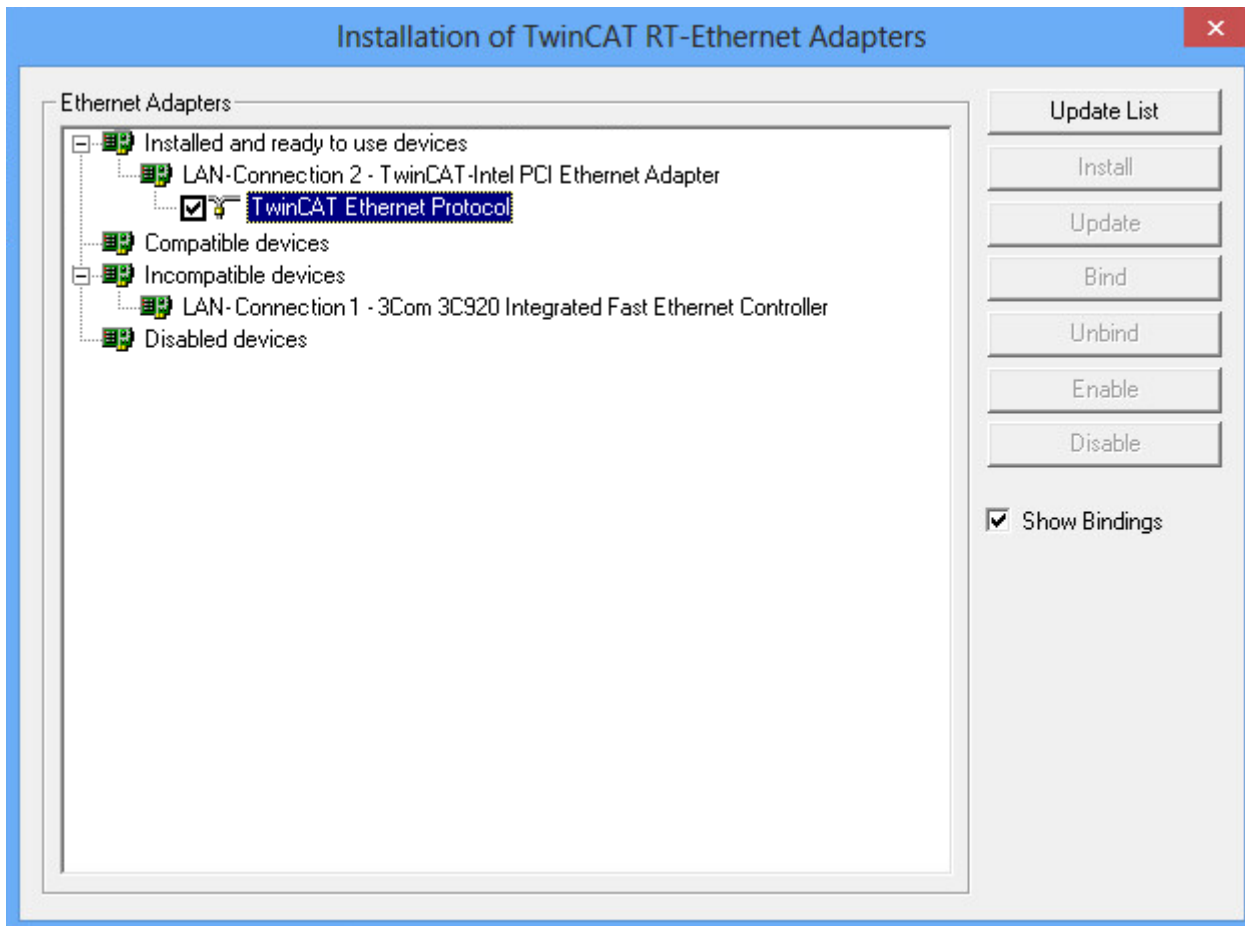 Installation of TwinCAT RT-Ethernet Adapters
×
Ethernet Adapters
Installed and ready to use devices
LAN-Connection 2 - TwinCAT-Intel PCI Ethernet Adapter
TwinCAT Ethernet Protocol
Compatible devices
Incompatible devices
LAN-Connection 1 - 3Com 3C920 Integrated Fast Ethernet Controller
Disabled devices
Update List
Install
Update
Bind
Unbind
Enable
Disable
Show Bindings